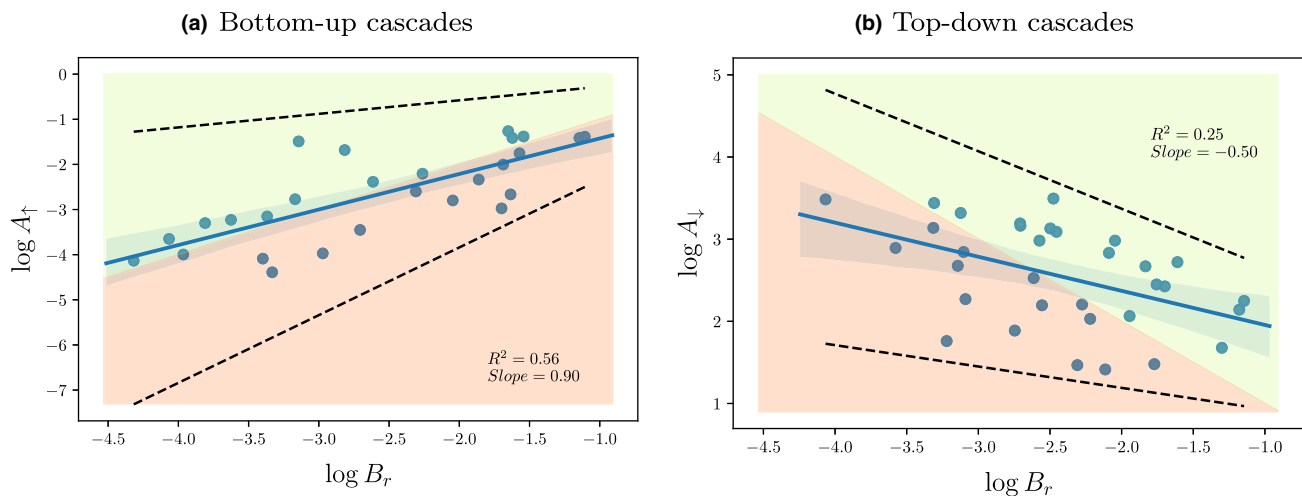 (a) Bottom-up cascades
0
−1
−2
−3
−4
−5
−6
−7
log A↑
R² = 0.56
Slope = 0.90
−4.5 −4.0 −3.5 −3.0 −2.5 −2.0 −1.5 −1.0
log B_r
(b) Top-down cascades
5
4
3
2
1
log A↓
R² = 0.25
Slope = −0.50
−4.5 −4.0 −3.5 −3.0 −2.5 −2.0 −1.5 −1.0
log B_r